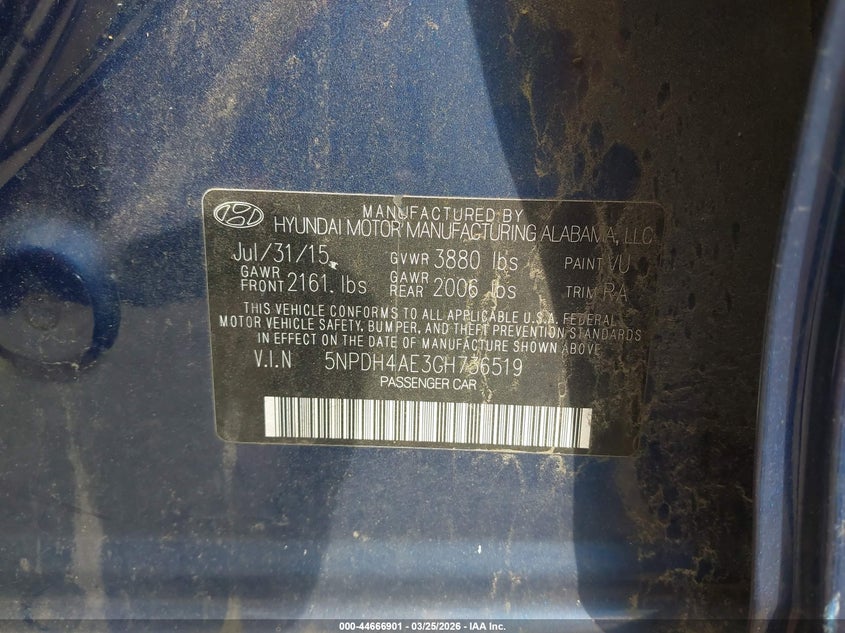 MANUFACTURED BY
HYUNDAI MOTOR MANUFACTURING ALABAMA, LLC
Jul/31/15 GVWR 3880 lbs PAINT VU
GAWR FRONT 2161 lbs GAWR REAR 2006 lbs TRIM RA
THIS VEHICLE CONFORMS TO ALL APPLICABLE U.S.A. FEDERAL
MOTOR VEHICLE SAFETY, BUMPER, AND THEFT PREVENTION STANDARDS
IN EFFECT ON THE DATE OF MANUFACTURE SHOWN ABOVE.
V.I.N 5NPDH4AE3GH736519
PASSENGER CAR
000-44666901 - 03/25/2026 - IAA Inc.